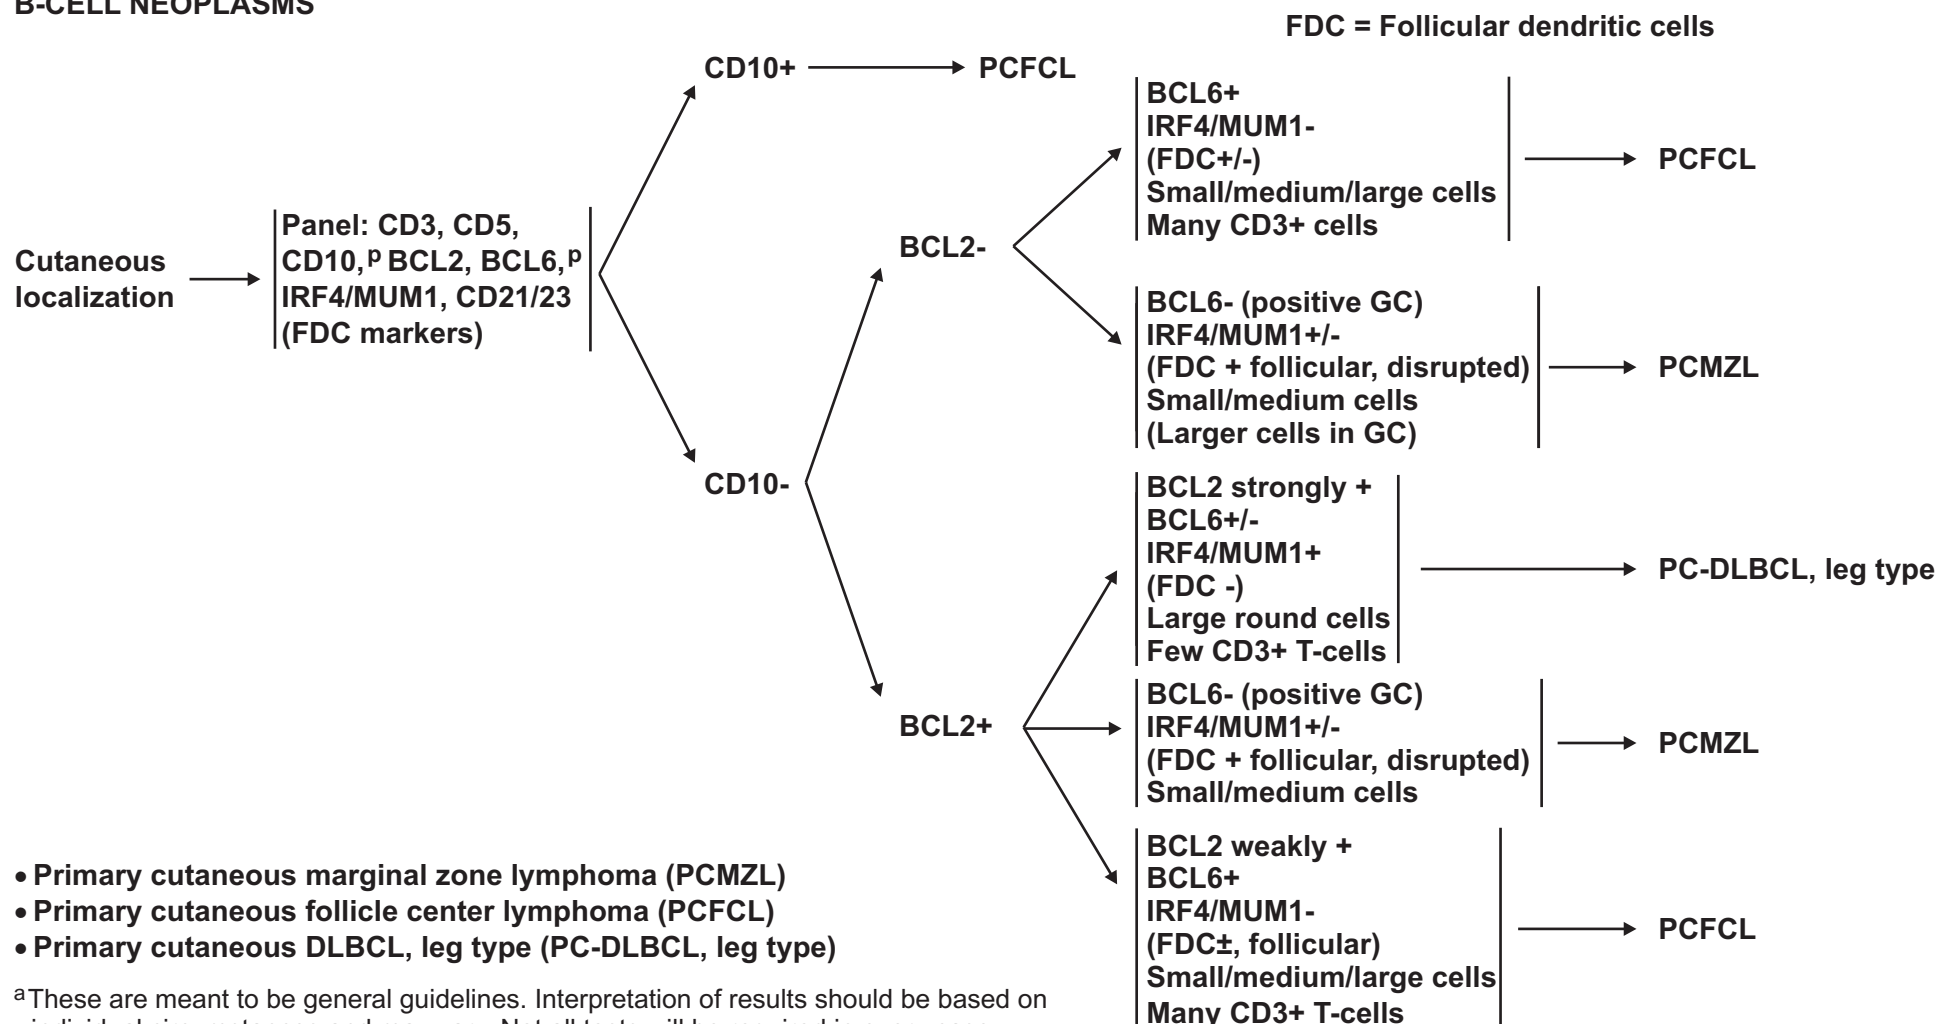 B-CELL NEOPLASMS
FDC = Follicular dendritic cells
Cutaneous
localization
Panel: CD3, CD5,
CD10,p BCL2, BCL6,p
IRF4/MUM1, CD21/23
(FDC markers)
CD10+
PCFCL
CD10-
BCL2-
BCL6+
IRF4/MUM1-
(FDC+/-)
Small/medium/large cells
Many CD3+ cells
PCFCL
BCL6- (positive GC)
IRF4/MUM1+/-
(FDC + follicular, disrupted)
Small/medium cells
(Larger cells in GC)
PCMZL
BCL2+
BCL2 strongly +
BCL6+/-
IRF4/MUM1+
(FDC -)
Large round cells
Few CD3+ T-cells
PC-DLBCL, leg type
BCL6- (positive GC)
IRF4/MUM1+/-
(FDC + follicular, disrupted)
Small/medium cells
PCMZL
BCL2 weakly +
BCL6+
IRF4/MUM1-
(FDC±, follicular)
Small/medium/large cells
Many CD3+ T-cells
PCFCL
• Primary cutaneous marginal zone lymphoma (PCMZL)
• Primary cutaneous follicle center lymphoma (PCFCL)
• Primary cutaneous DLBCL, leg type (PC-DLBCL, leg type)
a These are meant to be general guidelines. Interpretation of results should be based on